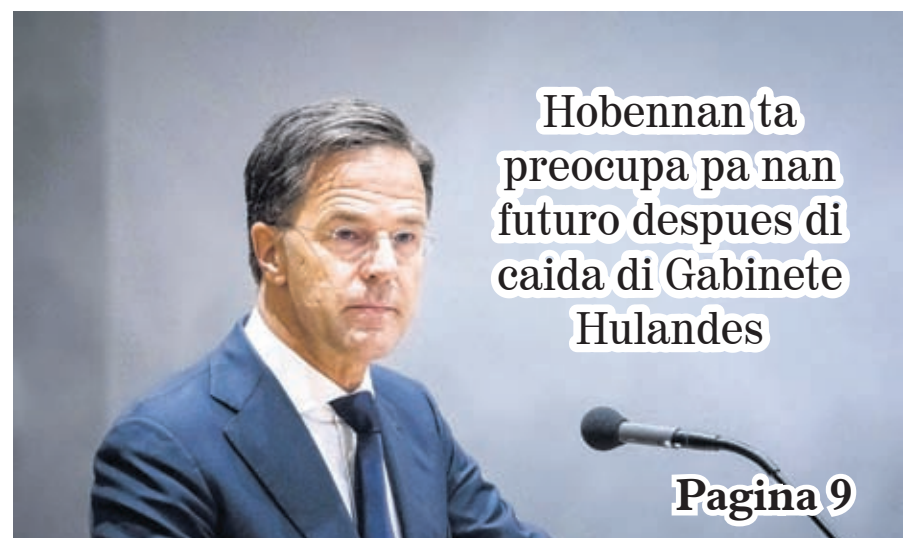 Hobennan ta
preocupa pa nan
futuro despues di
caida di Gabinete
Hulandes
Pagina 9